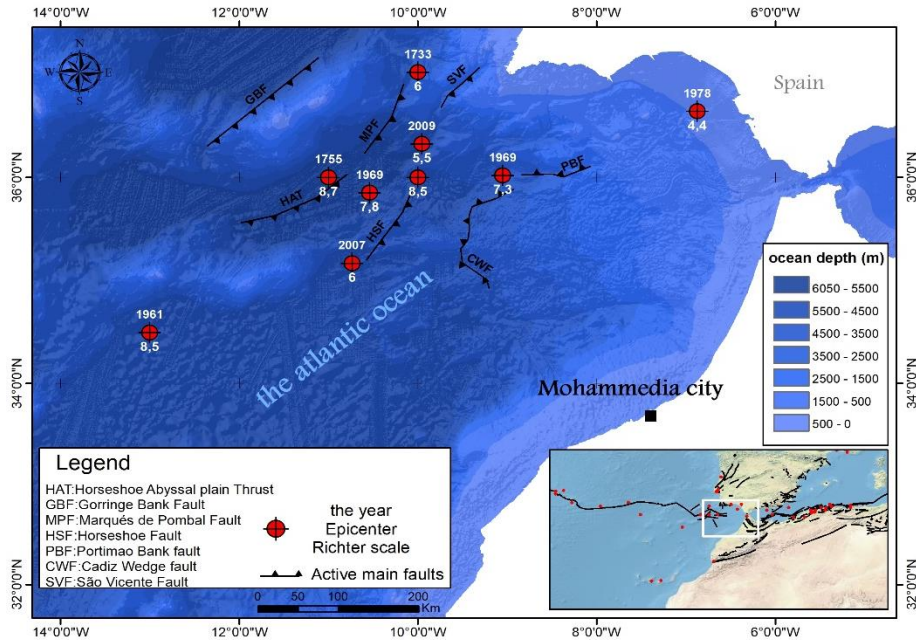 14°0'0"W 12°0'0"W 10°0'0"W 8°0'0"W 6°0'0"W
N
W E
S
Spain
GBF
MPF
SVF
HAT
HSF
PBF
CWF
1733
6
1978
4,4
2009
5,5
1755
8,7
1969
7,8
8,5
1969
7,3
2007
6
1961
8,5
the atlantic ocean
Mohammedia city
36°0'0"N
34°0'0"N
32°0'0"N
36°0'0"N
34°0'0"N
32°0'0"N
ocean depth (m)
6050 - 5500
5500 - 4500
4500 - 3500
3500 - 2500
2500 - 1500
1500 - 500
500 - 0
Legend
HAT:Horseshoe Abyssal plain Thrust
GBF:Gorringe Bank Fault
MPF:Marqués de Pombal Fault
HSF:Horseshoe Fault
PBF:Portimao Bank fault
CWF:Cadiz Wedge fault
SVF:São Vicente Fault
the year
Epicenter
Richter scale
Active main faults
0 50 100 200
Km
14°0'0"W 12°0'0"W 10°0'0"W 8°0'0"W 6°0'0"W